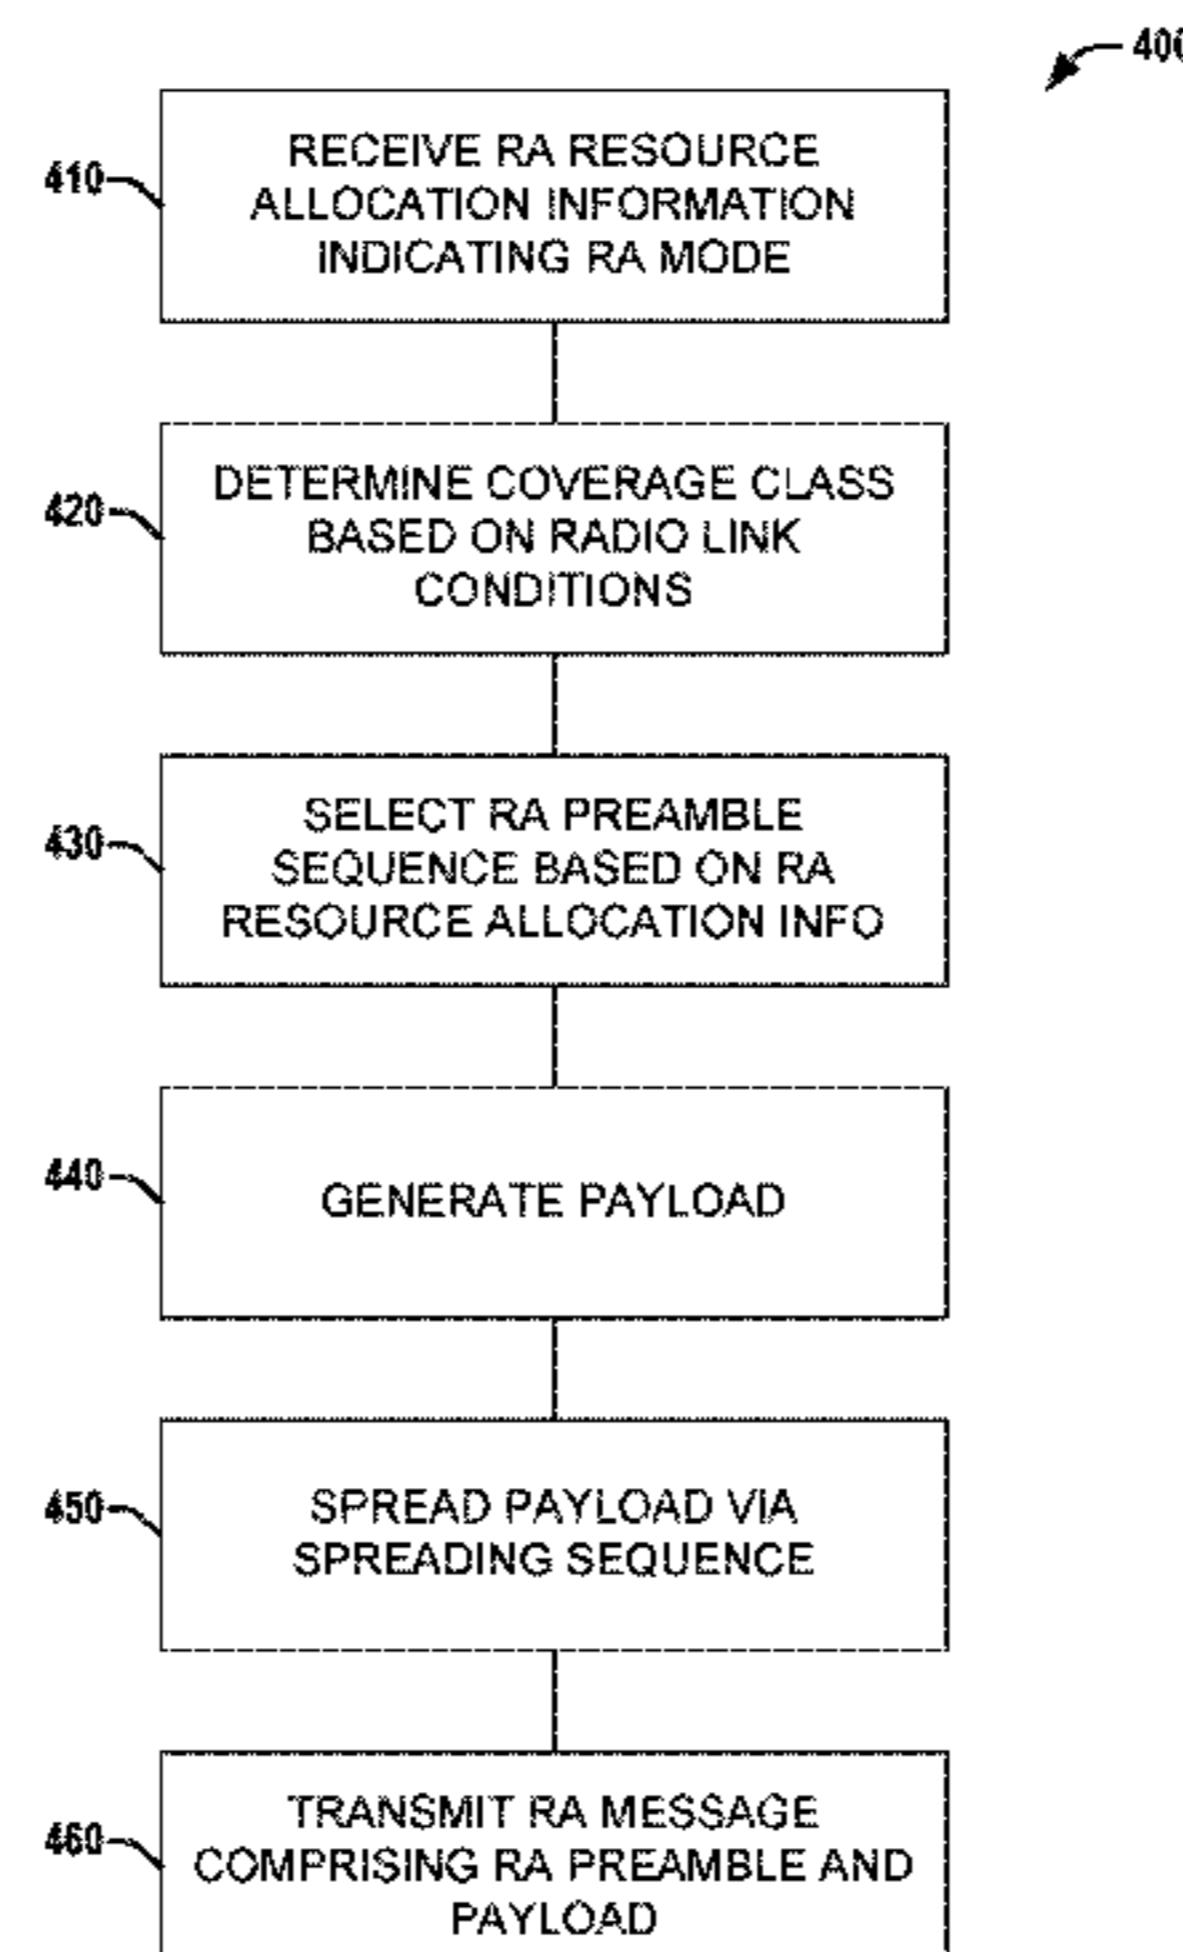 400
410
RECEIVE RA RESOURCE
ALLOCATION INFORMATION
INDICATING RA MODE
420
DETERMINE COVERAGE CLASS
BASED ON RADIO LINK
CONDITIONS
430
SELECT RA PREAMBLE
SEQUENCE BASED ON RA
RESOURCE ALLOCATION INFO
440
GENERATE PAYLOAD
450
SPREAD PAYLOAD VIA
SPREADING SEQUENCE
460
TRANSMIT RA MESSAGE
COMPRISING RA PREAMBLE AND
PAYLOAD